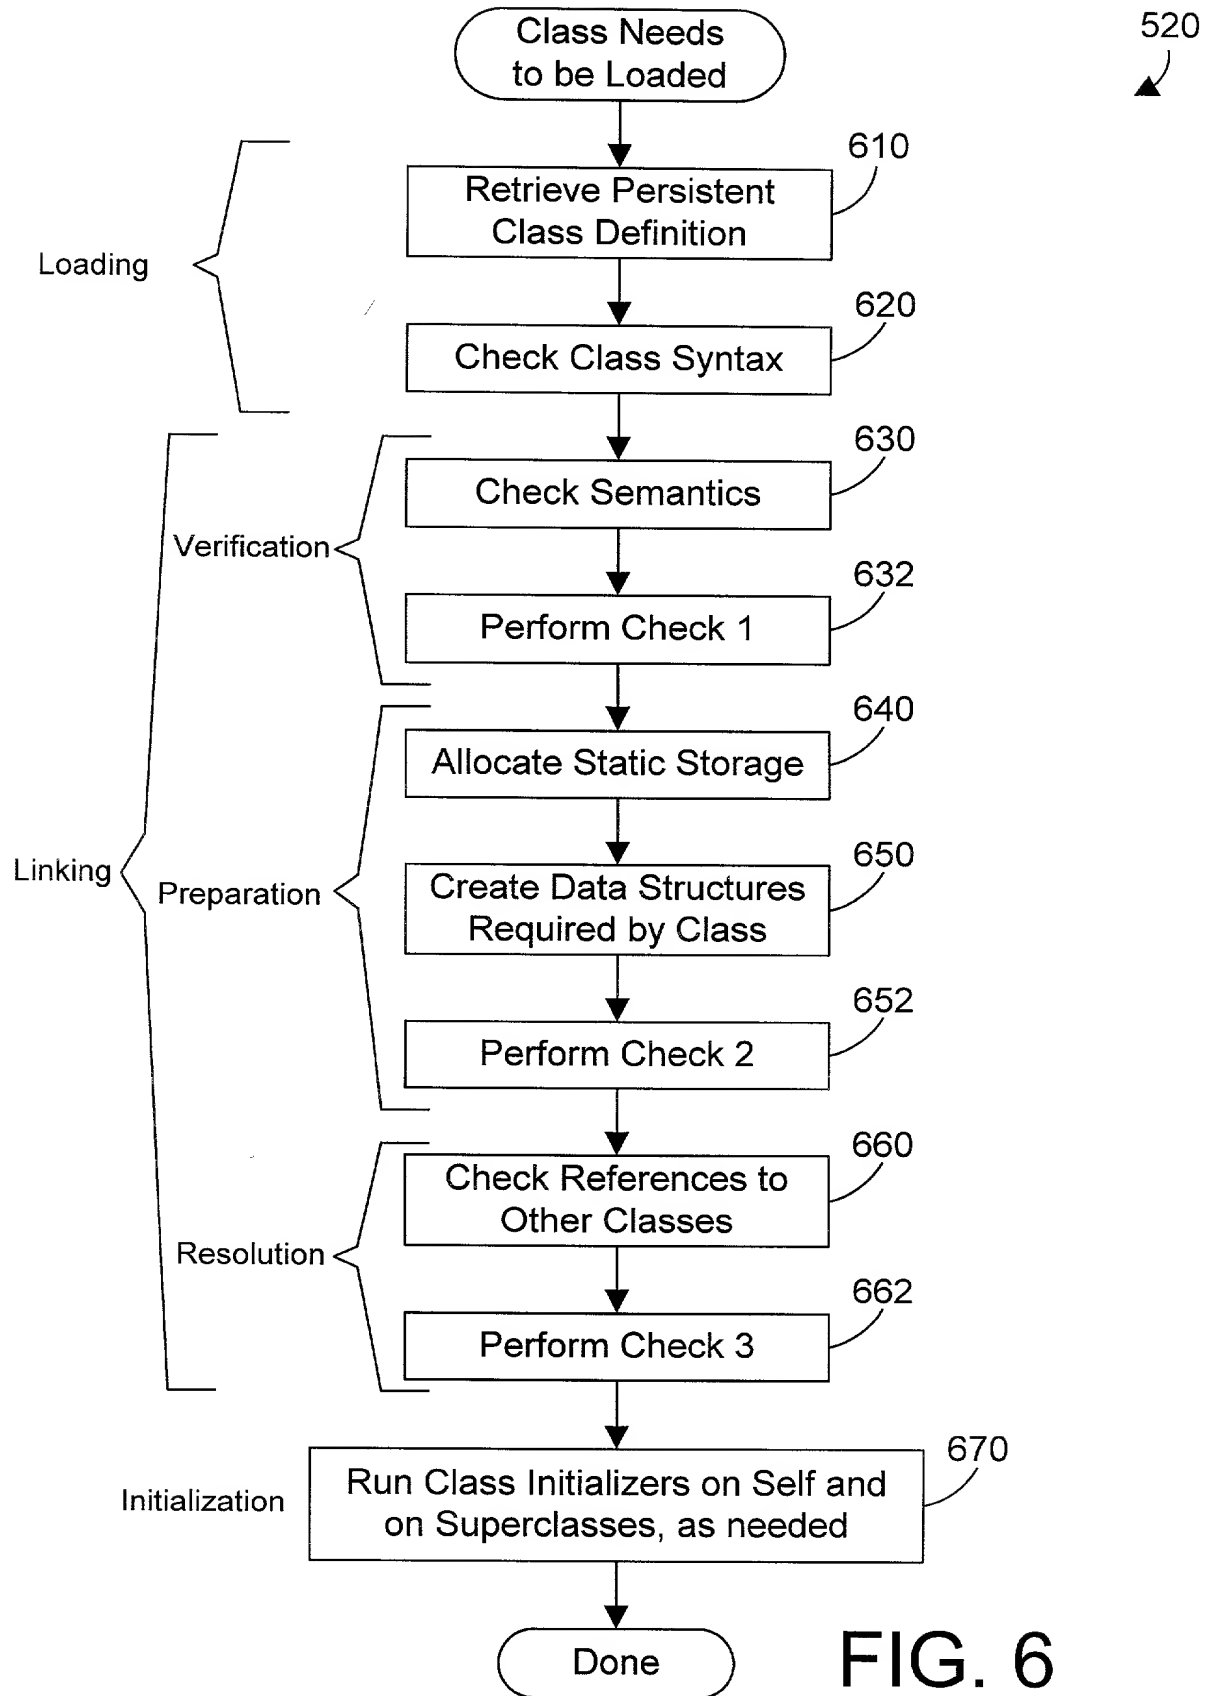 Class Needs
to be Loaded
520
610
Retrieve Persistent
Class Definition
Loading
620
Check Class Syntax
630
Check Semantics
Verification
632
Perform Check 1
640
Allocate Static Storage
650
Create Data Structures
Required by Class
Linking
Preparation
652
Perform Check 2
660
Check References to
Other Classes
Resolution
662
Perform Check 3
670
Run Class Initializers on Self and
on Superclasses, as needed
Initialization
Done
FIG. 6